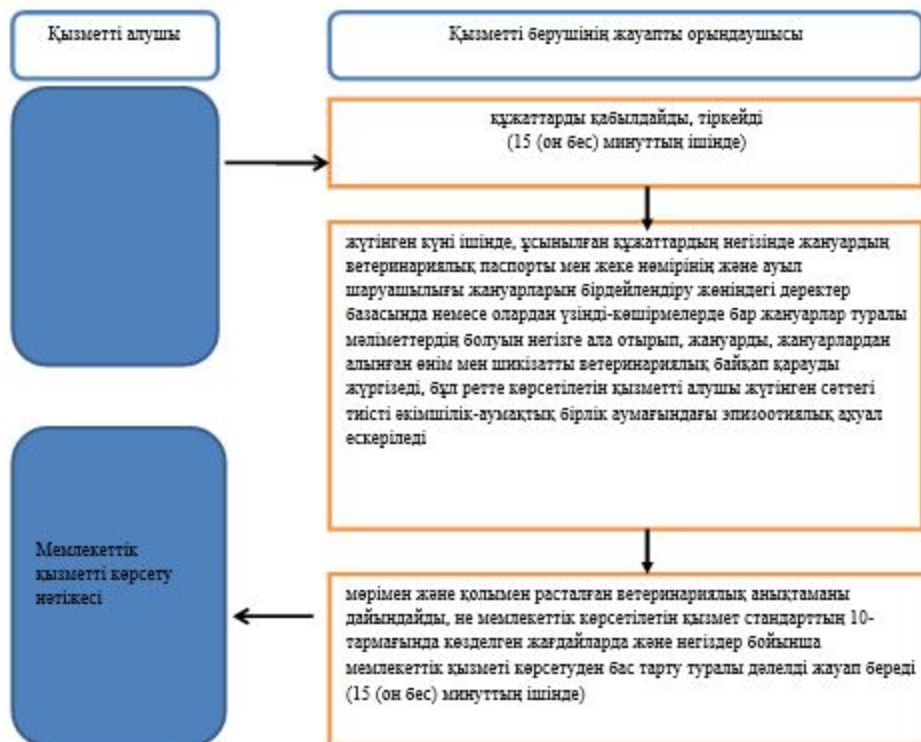 Қызметті алушы
Қызметті берушінің жауапты орындаушысы
құжаттарды қабылдайды, тіркейді
(15 (он бес) минуттың ішінде)
жүгінген күні ішінде, ұсынылған құжаттардың негізінде жануардың
ветеринариялық паспорты мен жеке нөмірінің және ауыл
шаруашылығы жануарларын бірдейлендіру жөніндегі деректер
базасында немесе олардан үзінді-көшірмелерде бар жануарлар туралы
мәліметтердің болуын негізге ала отырып, жануарды, жануарлардан
алынған өнім мен шикізатты ветеринариялық байқап қарауды
жүргізеді, бұл ретте көрсетілетін қызметті алушы жүгінген сәттегі
тиісті әкімшілік-аумақтық бірлік аумағындағы эпизоотиялық ахуал
ескеріледі
Мемлекеттік
қызметті көрсету
нәтижесі
мөрімен және қолымен расталған ветеринариялық анықтаманы
дайындайды, не мемлекеттік көрсетілетін қызмет стандарттың 10-
тармағында көзделген жағдайларда және негіздер бойынша
мемлекеттік қызметі көрсетуден бас тарту туралы дәлелді жауап береді
(15 (он бес) минуттың ішінде)